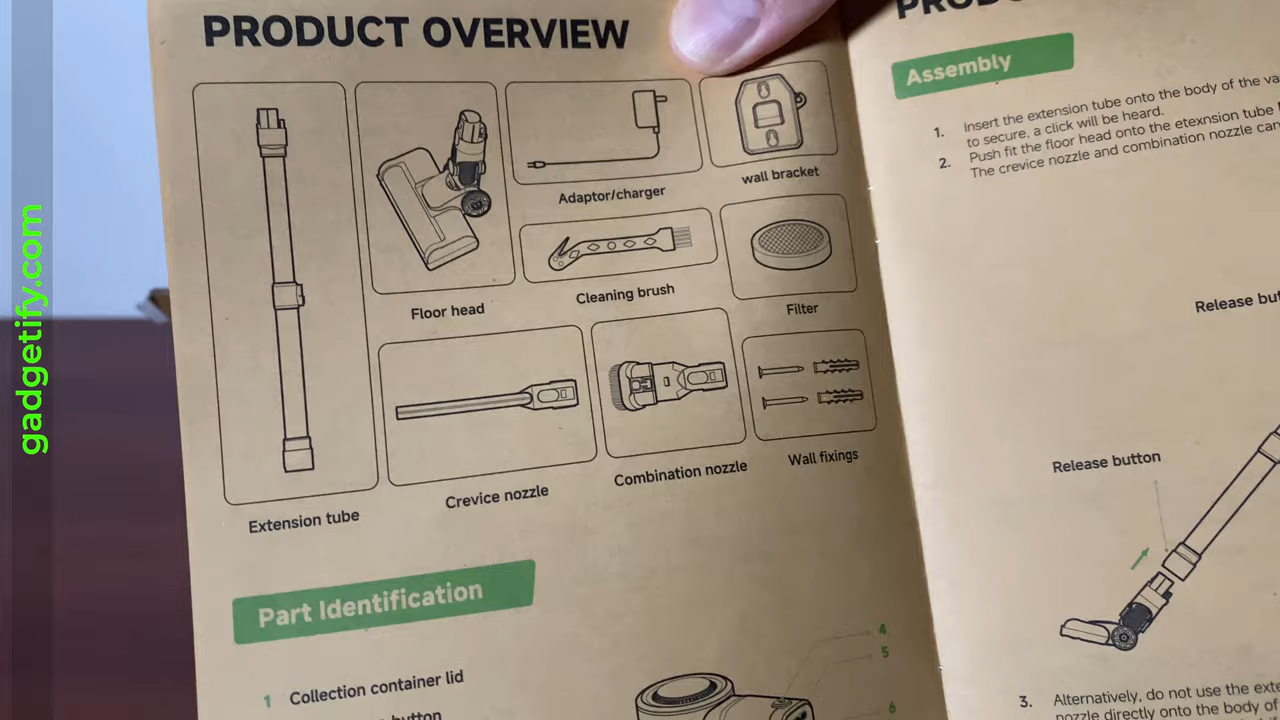 PRODUCT OVERVIEW
Adaptor/charger
wall bracket
Floor head
Cleaning brush
Filter
Extension tube
Crevice nozzle
Combination nozzle
Wall fixings
Part Identification
1 Collection container lid
button
4
5
6
Assembly
1. Insert the extension tube onto the body of the
to secure, a click will be heard.
2. Push fit the floor head onto the etexnsion tube
The crevice nozzle and combination nozzle can
Release
Release button
3. Alternatively, do not use the
nozzle directly onto the body of
gadgetify.com